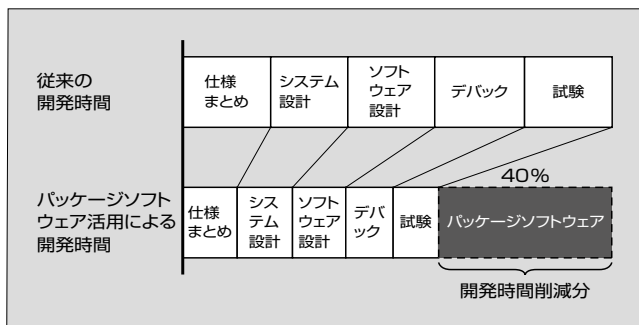 従来の
開発時間
仕様
まとめ
システム
設計
ソフト
ウェア
設計
デバック
試験
40%
パッケージソフト
ウェア活用による
開発時間
仕様
まとめ
シス
テム
設計
ソフト
ウェア
設計
デバ
ック
試験
パッケージソフトウェア
開発時間削減分